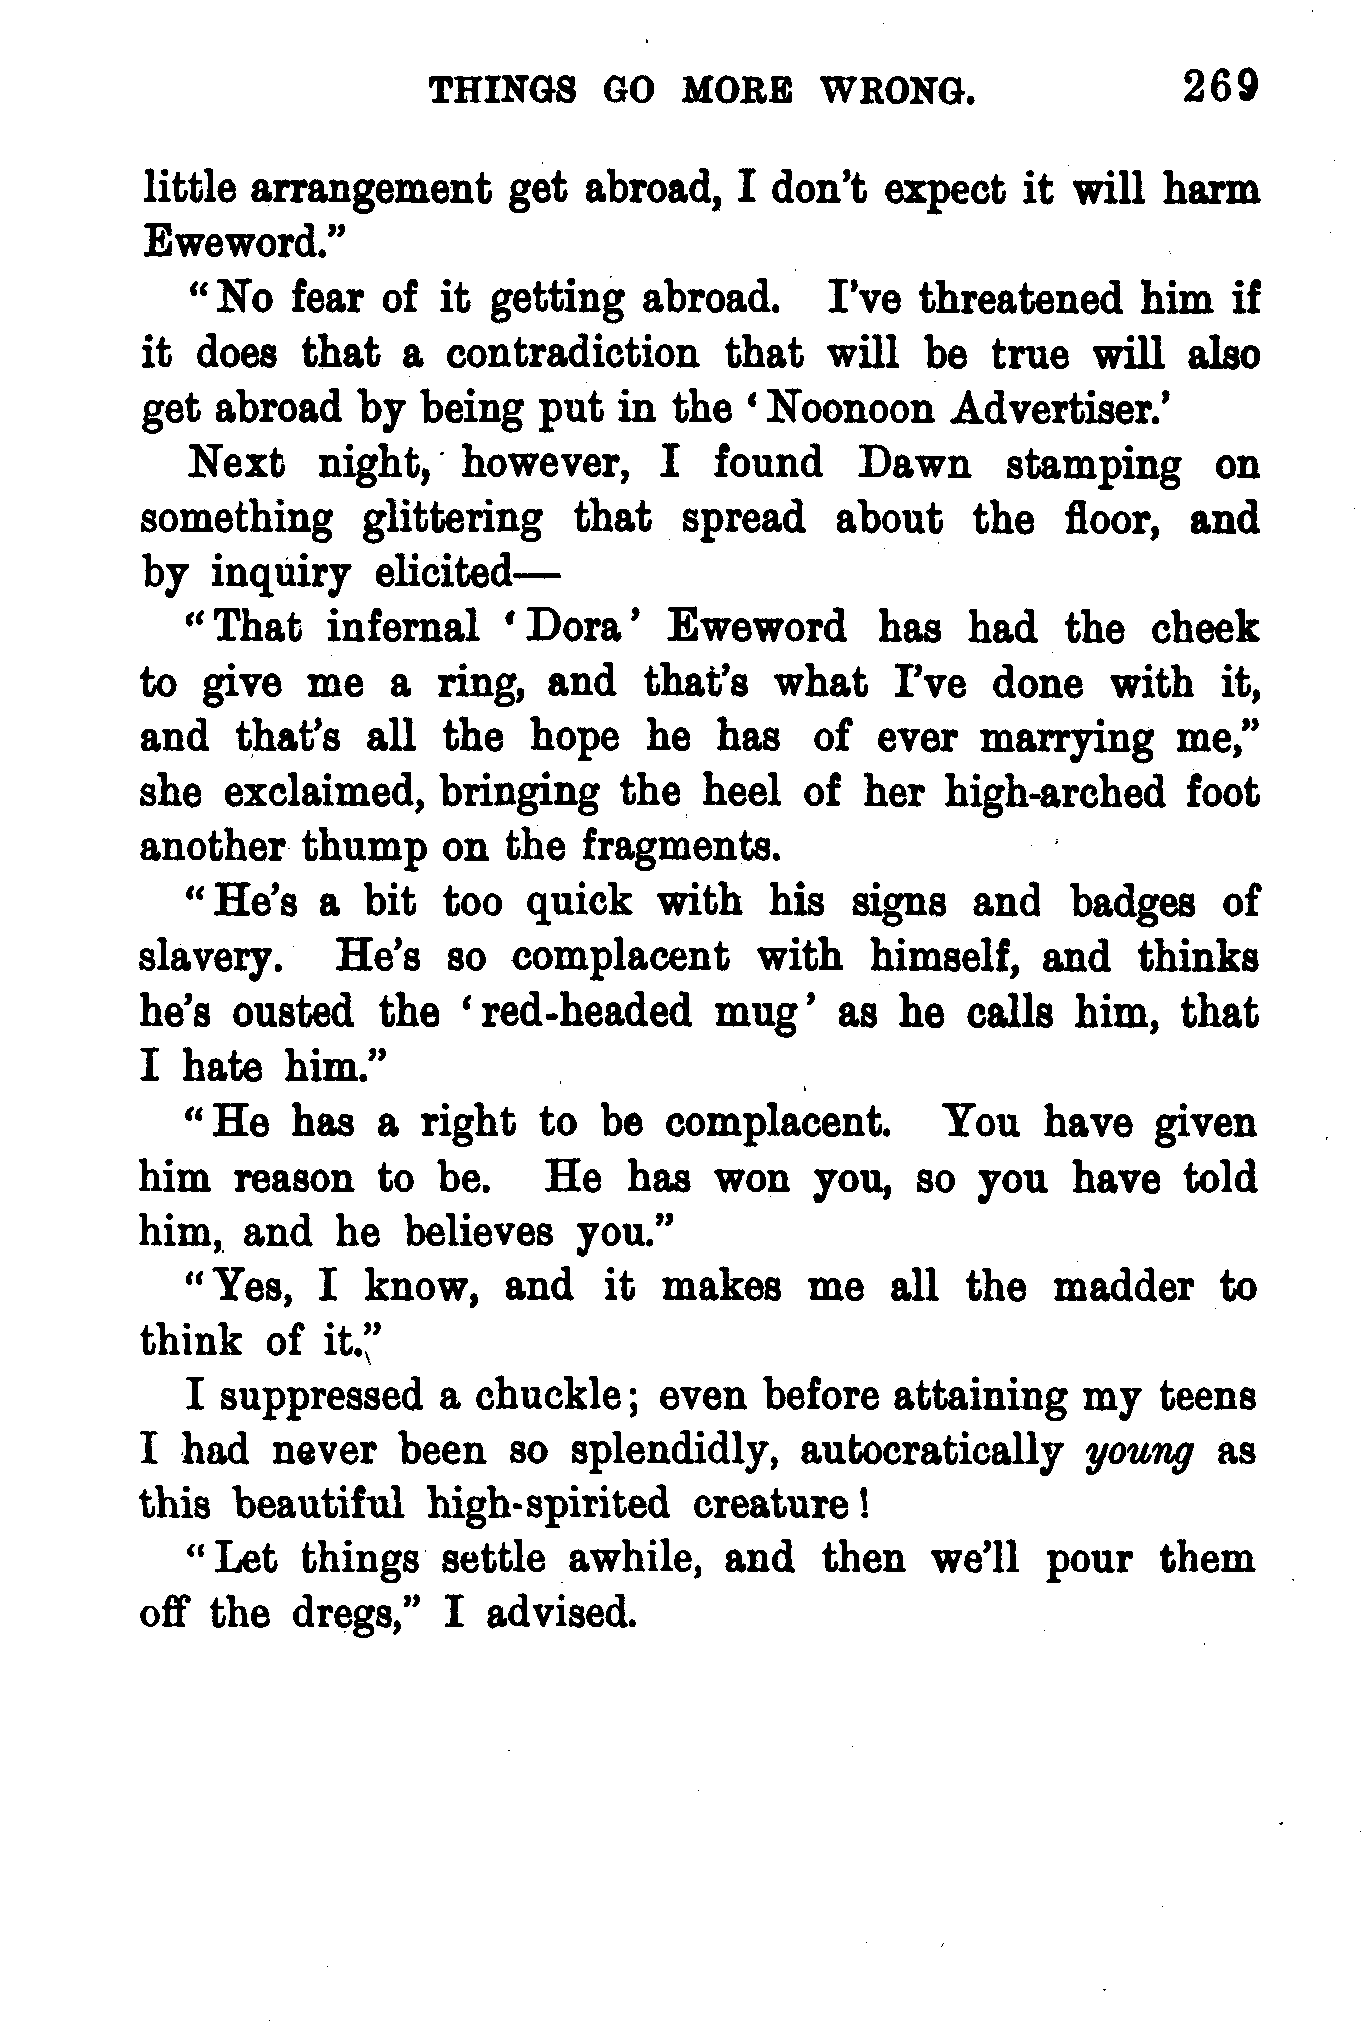 THINGS GO MORE WRONG. 269
little arrangement get abroad, I don't expect it will harm
Eweword."
"No fear of it getting abroad. I've threatened him if
it does that a contradiction that will be true will also
get abroad by being put in the 'Noonoon Advertiser.'
Next night, however, I found Dawn stamping on
something glittering that spread about the floor, and
by inquiry elicited—
"That infernal 'Dora' Eweword has had the cheek
to give me a ring, and that's what I've done with it,
and that's all the hope he has of ever marrying me,"
she exclaimed, bringing the heel of her high-arched foot
another thump on the fragments.
"He's a bit too quick with his signs and badges of
slavery. He's so complacent with himself, and thinks
he's ousted the 'red-headed mug' as he calls him, that
I hate him."
"He has a right to be complacent. You have given
him reason to be. He has won you, so you have told
him, and he believes you."
"Yes, I know, and it makes me all the madder to
think of it."
I suppressed a chuckle; even before attaining my teens
I had never been so splendidly, autocratically young as
this beautiful high-spirited creature!
"Let things settle awhile, and then we'll pour them
off the dregs," I advised.